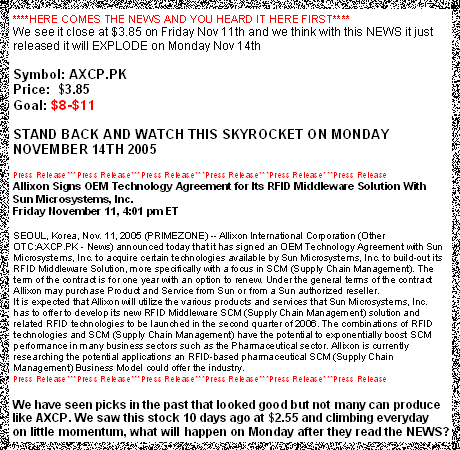 ****HERE COMES THE NEWS AND YOU HEARD IT HERE FIRST****
We see it close at $3.85 on Friday Nov 11th and we think with this NEWS it just
released it will EXPLODE on Monday Nov 14th
Symbol: AXCP.PK
Price: $3.85
Goal: $8-$11
STAND BACK AND WATCH THIS SKYROCKET ON MONDAY
NOVEMBER 14TH 2005
Press Release***Press Release***Press Release***Press Release***Press Release***Press Release
Allixon Signs OEM Technology Agreement for Its RFID Middleware Solution With
Sun Microsystems, Inc.
Friday November 11, 4:01 pm ET
SEOUL, Korea, Nov. 11, 2005 (PRIMEZONE) -- Allixon International Corporation (Other
OTC:AXCP.PK - News) announced today that it has signed an OEM Technology Agreement with Sun
Microsystems, Inc. to acquire certain technologies available by Sun Microsystems, Inc. to build-out its
RFID Middleware Solution, more specifically with a focus in SCM (Supply Chain Management). The
term of the contract is for one year with an option to renew. Under the general terms of the contract
Allixon may purchase Product and Service from Sun or from a Sun authorized reseller.
It is expected that Allixon will utilize the various products and services that Sun Microsystems, Inc.
has to offer to develop its new RFID Middleware SCM (Supply Chain Management) solution and
related RFID technologies to be launched in the second quarter of 2006. The combinations of RFID
technologies and SCM (Supply Chain Management) have the potential to exponentially boost SCM
performance in many business sectors such as the Pharmaceutical sector. Allixon is currently
researching the potential applications an RFID-based pharmaceutical SCM (Supply Chain
Management) Business Model could offer the industry.
Press Release***Press Release***Press Release***Press Release***Press Release***Press Release
We have seen picks in the past that looked good but not many can produce
like AXCP. We saw this stock 10 days ago at $2.55 and climbing everyday
on little momentum, what will happen on Monday after they read the NEWS?